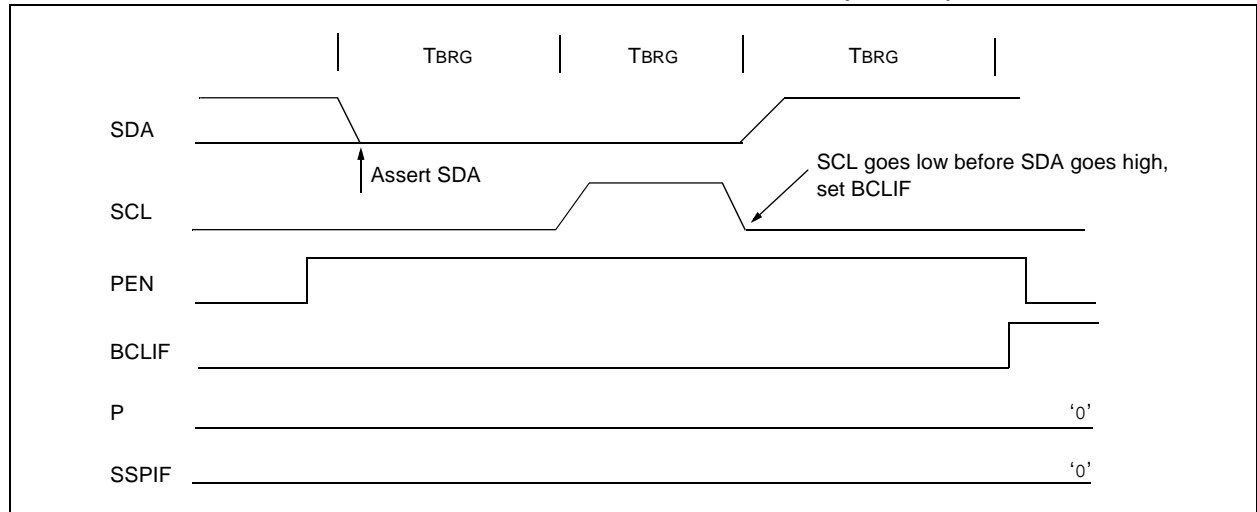 TBRG TBRG TBRG
SDA
Assert SDA
SCL goes low before SDA goes high,
set BCLIF
SCL
PEN
BCLIF
P
‘0’
SSPIF
‘0’